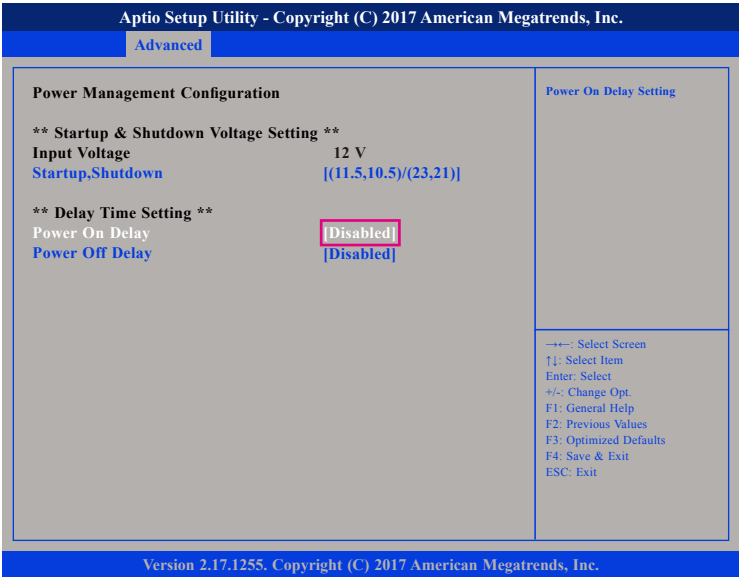 Aptio Setup Utility - Copyright (C) 2017 American Megatrends, Inc.
Advanced
Power Management Configuration
** Startup & Shutdown Voltage Setting **
Input Voltage 12 V
Startup,Shutdown [(11.5,10.5)/(23,21)]
** Delay Time Setting **
Power On Delay [Disabled]
Power Off Delay [Disabled]
Power On Delay Setting
→←: Select Screen
↑↓: Select Item
Enter: Select
+/-: Change Opt.
F1: General Help
F2: Previous Values
F3: Optimized Defaults
F4: Save & Exit
ESC: Exit
Version 2.17.1255. Copyright (C) 2017 American Megatrends, Inc.